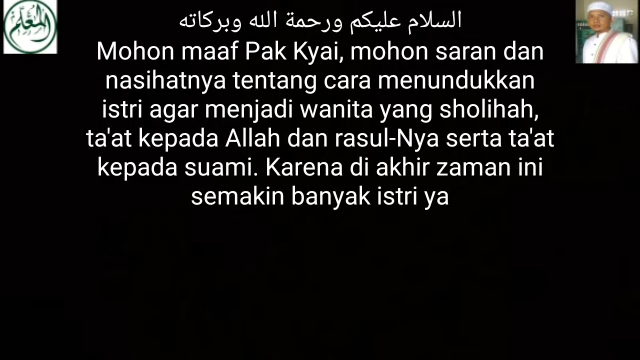 السلام عليكم ورحمة الله وبركاته
Mohon maaf Pak Kyai, mohon saran dan
nasihatnya tentang cara menundukkan
istri agar menjadi wanita yang sholihah,
ta'at kepada Allah dan rasul-Nya serta ta'at
kepada suami. Karena di akhir zaman ini
semakin banyak istri ya